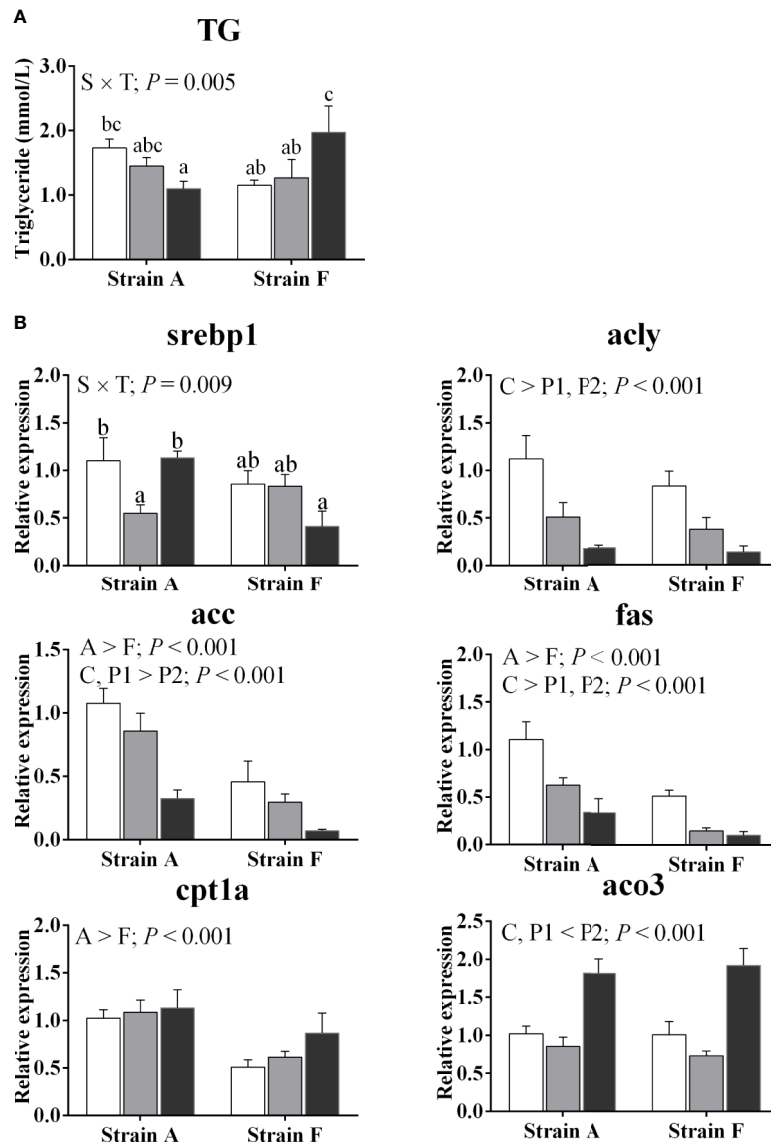 A
TG
S × T; P = 0.005
Triglyceride (mmol/L)
3.0
2.0
1.0
0.0
bc
abc
a
ab
ab
c
Strain A
Strain F
B
srebp1
S × T; P = 0.009
Relative expression
2.0
1.5
1.0
0.5
0.0
b
a
b
ab
ab
a
Strain A
Strain F
acly
C > P1, P2; P < 0.001
Relative expression
2.0
1.5
1.0
0.5
0.0
Strain A
Strain F
acc
A > F; P < 0.001
C, P1 > P2; P < 0.001
Relative expression
1.5
1.0
0.5
0.0
Strain A
Strain F
fas
A > F; P < 0.001
C > P1, P2; P < 0.001
Relative expression
2.0
1.5
1.0
0.5
0.0
Strain A
Strain F
cpt1a
A > F; P < 0.001
Relative expression
2.0
1.5
1.0
0.5
0.0
Strain A
Strain F
aco3
C, P1 < P2; P < 0.001
Relative expression
2.5
2.0
1.5
1.0
0.5
0.0
Strain A
Strain F